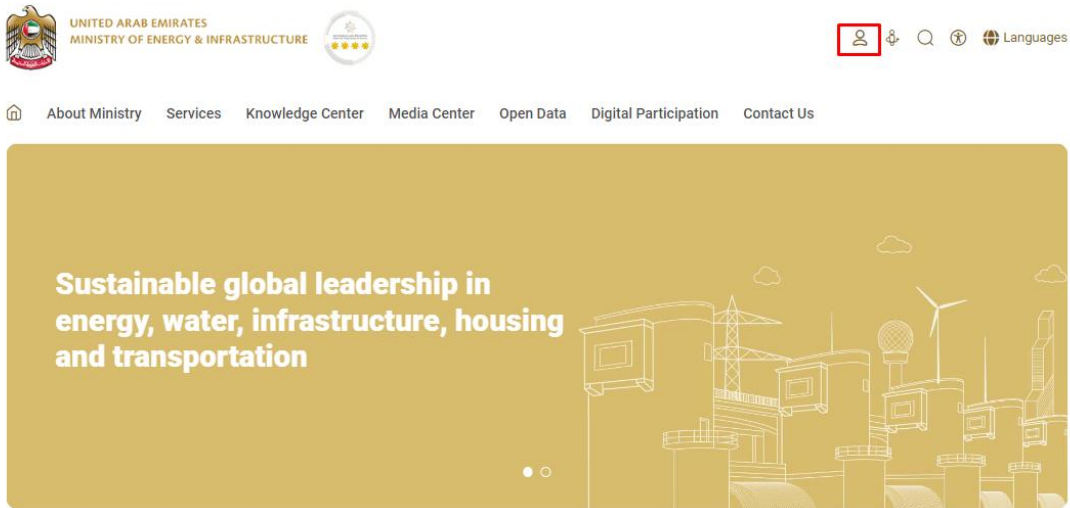 UNITED ARAB EMIRATES
MINISTRY OF ENERGY & INFRASTRUCTURE
Languages
About Ministry Services Knowledge Center Media Center Open Data Digital Participation Contact Us
Sustainable global leadership in
energy, water, infrastructure, housing
and transportation